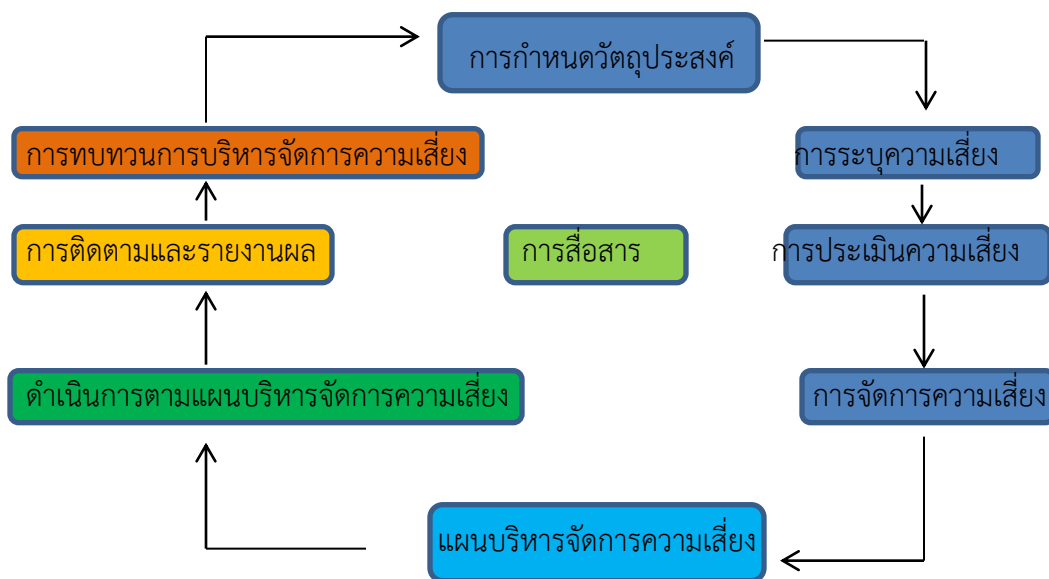 การกำหนดวัตถุประสงค์
การทบทวนการบริหารจัดการความเสี่ยง
การระบุความเสี่ยง
การติดตามและรายงานผล
การสื่อสาร
การประเมินความเสี่ยง
ดำเนินการตามแผนบริหารจัดการความเสี่ยง
การจัดการความเสี่ยง
แผนบริหารจัดการความเสี่ยง